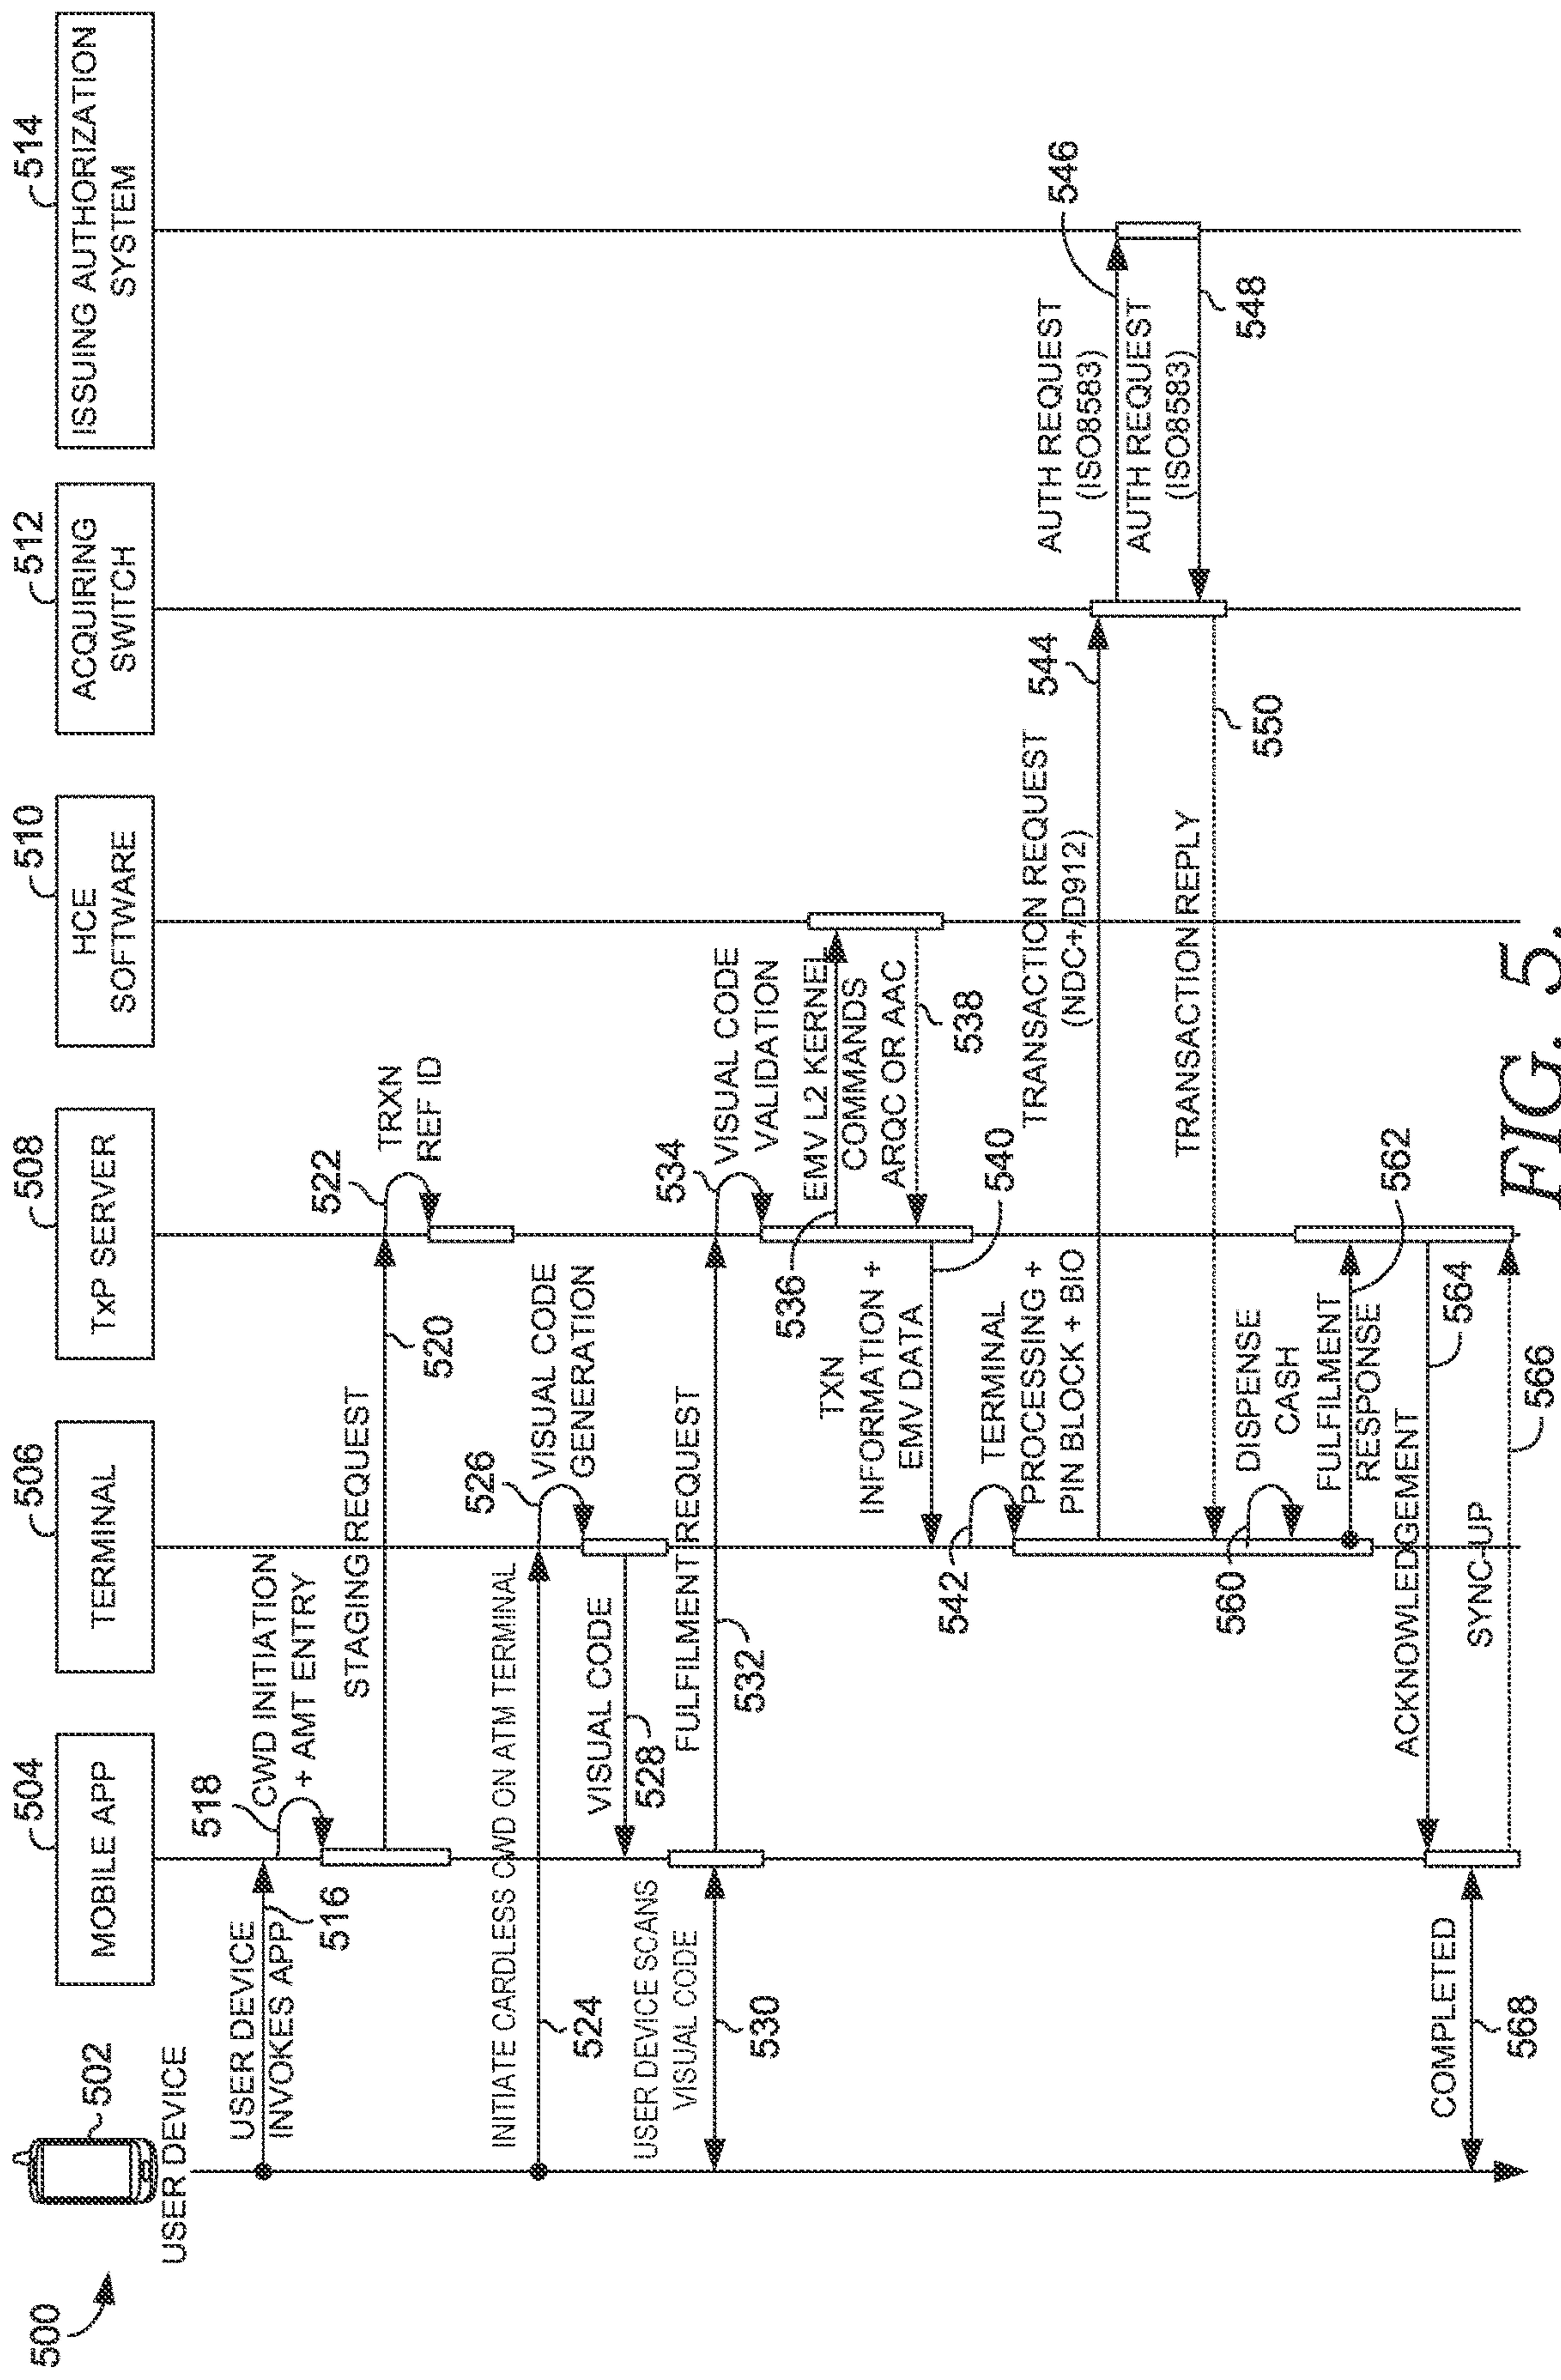 500
502
USER DEVICE
504
MOBILE APP
506
TERMINAL
508
TxP SERVER
510
HCE
SOFTWARE
512
ACQUIRING
SWITCH
514
ISSUING AUTHORIZATION
SYSTEM
USER DEVICE
INVOKES APP
516
518
CWD INITIATION
+ AMT ENTRY
STAGING REQUEST
520
522
TRXN
REF ID
INITIATE CARDLESS CWD ON ATM TERMINAL
524
526
VISUAL CODE
GENERATION
VISUAL CODE
528
USER DEVICE SCANS
VISUAL CODE
530
FULFILMENT REQUEST
532
534
VISUAL CODE
VALIDATION
536
EMV L2 KERNEL
COMMANDS
ARQC OR AAC
538
TXN
INFORMATION +
EMV DATA
540
542
TERMINAL
PROCESSING +
PIN BLOCK + BIO
TRANSACTION REQUEST
(NDC+/D912)
544
AUTH REQUEST
(ISO8583)
546
AUTH REQUEST
(ISO8583)
548
TRANSACTION REPLY
550
560
DISPENSE
CASH
FULFILMENT
RESPONSE
562
ACKNOWLEDGEMENT
564
SYNC-UP
566
COMPLETED
568
FIG. 5.